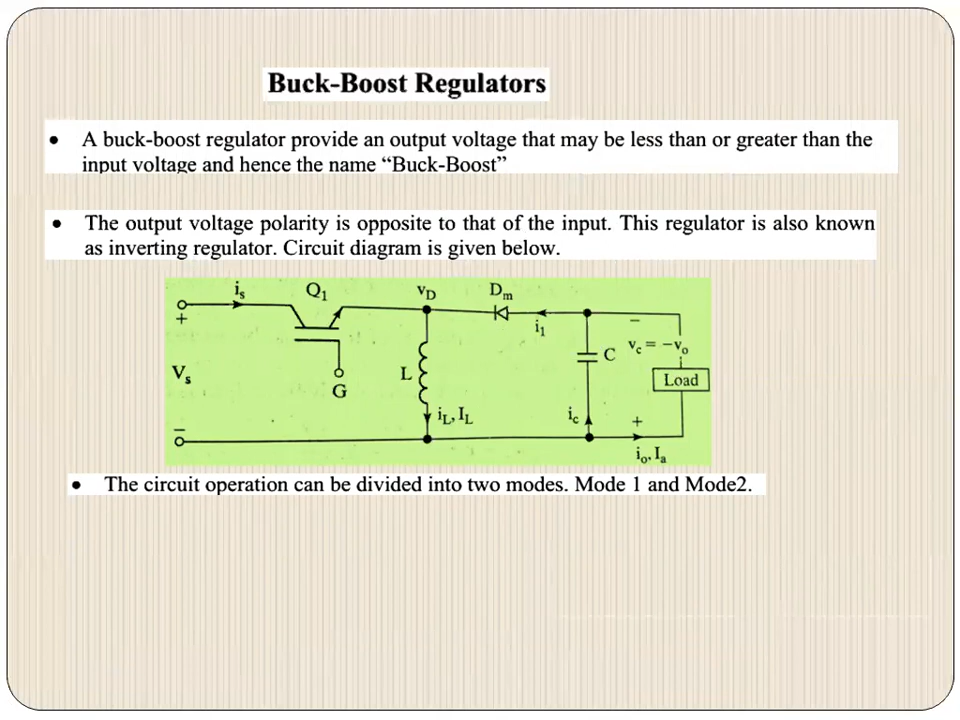 Buck-Boost Regulators
• A buck-boost regulator provide an output voltage that may be less than or greater than the
input voltage and hence the name “Buck-Boost”
• The output voltage polarity is opposite to that of the input. This regulator is also known
as inverting regulator. Circuit diagram is given below.
is Q1 vD Dm
+ i1 −
Vs L C vc = −vo
G Load
iL, IL ic +
−
io, Ia
• The circuit operation can be divided into two modes. Mode 1 and Mode2.